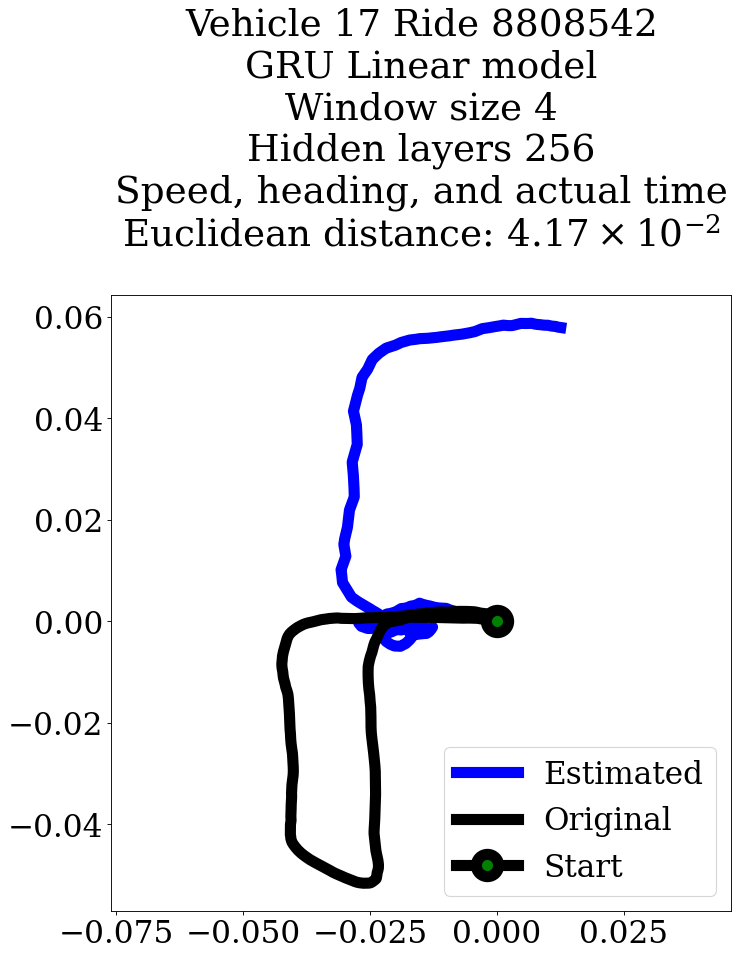 Vehicle 17 Ride 8808542
GRU Linear model
Window size 4
Hidden layers 256
Speed, heading, and actual time
Euclidean distance: 4.17 × 10⁻²
0.06
0.04
0.02
0.00
−0.02
−0.04
Estimated
Original
Start
−0.075 −0.050 −0.025 0.000 0.025